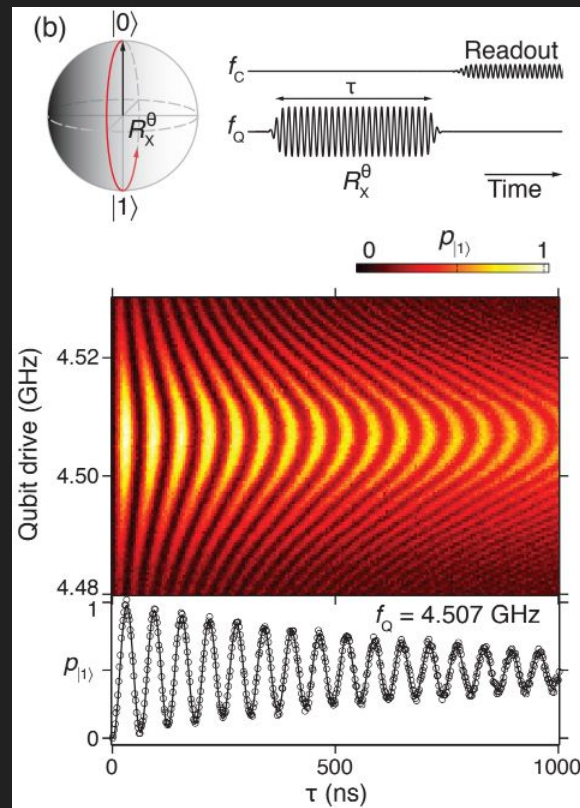 (b)
|0⟩
R_x^θ
|1⟩
f_C
Readout
τ
f_Q
R_x^θ
Time
0 p_|1⟩ 1
Qubit drive (GHz)
4.52
4.50
4.48
f_Q = 4.507 GHz
1
p_|1⟩
0
0 500 1000
τ (ns)